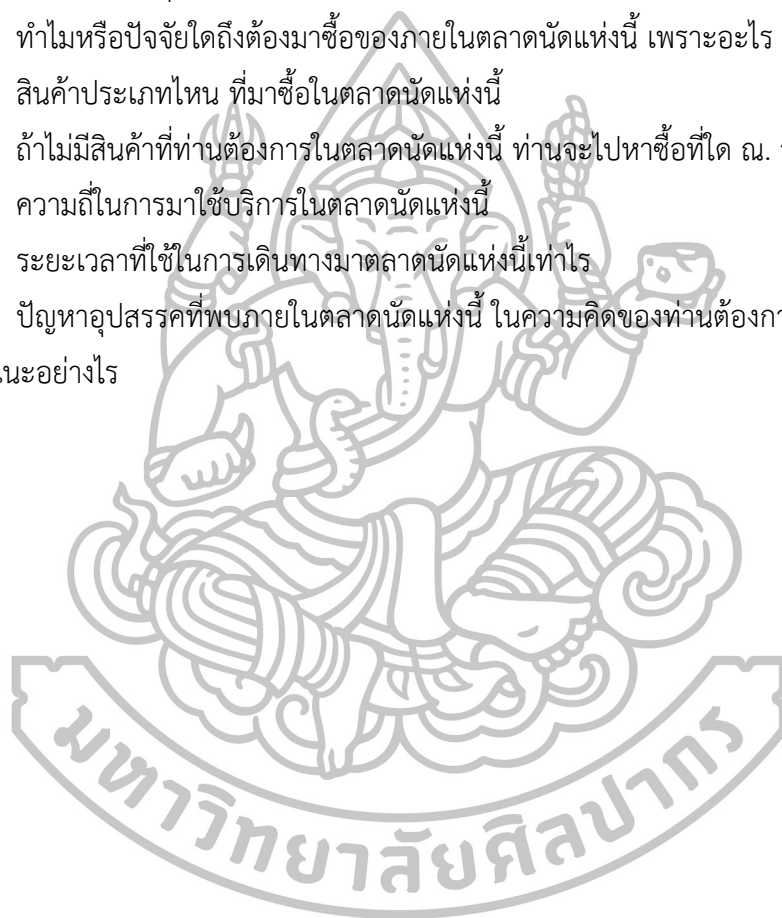 ทำไมหรือปัจจัยใดถึงต้องมาซื้อของภายในตลาดนัดแห่งนี้ เพราะอะไร
สินค้าประเภทไหน ที่มาซื้อในตลาดนัดแห่งนี้
ถ้าไม่มีสินค้าที่ท่านต้องการในตลาดนัดแห่งนี้ ท่านจะไปหาซื้อที่ใด ณ.
ความถี่ในการมาใช้บริการในตลาดนัดแห่งนี้
ระยะเวลาที่ใช้ในการเดินทางมาตลาดนัดแห่งนี้เท่าไร
ปัญหาอุปสรรคที่พบภายในตลาดนัดแห่งนี้ ในความคิดของท่านต้องกา
นะอย่างไร
มหาวิทยาลัยศิลปากร